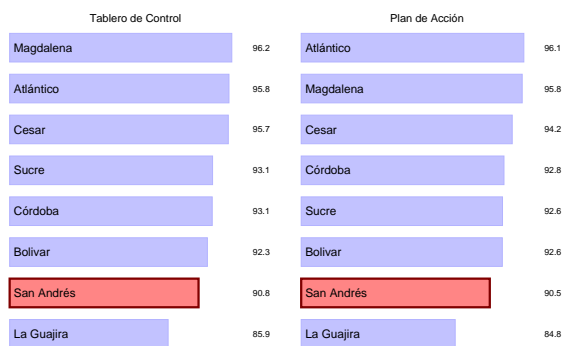 Tablero de Control
Magdalena 96.2
Atlántico 95.8
Cesar 95.7
Sucre 93.1
Córdoba 93.1
Bolivar 92.3
San Andrés 90.8
La Guajira 85.9
Plan de Acción
Atlántico 96.1
Magdalena 95.8
Cesar 94.2
Córdoba 92.8
Sucre 92.6
Bolivar 92.6
San Andrés 90.5
La Guajira 84.8